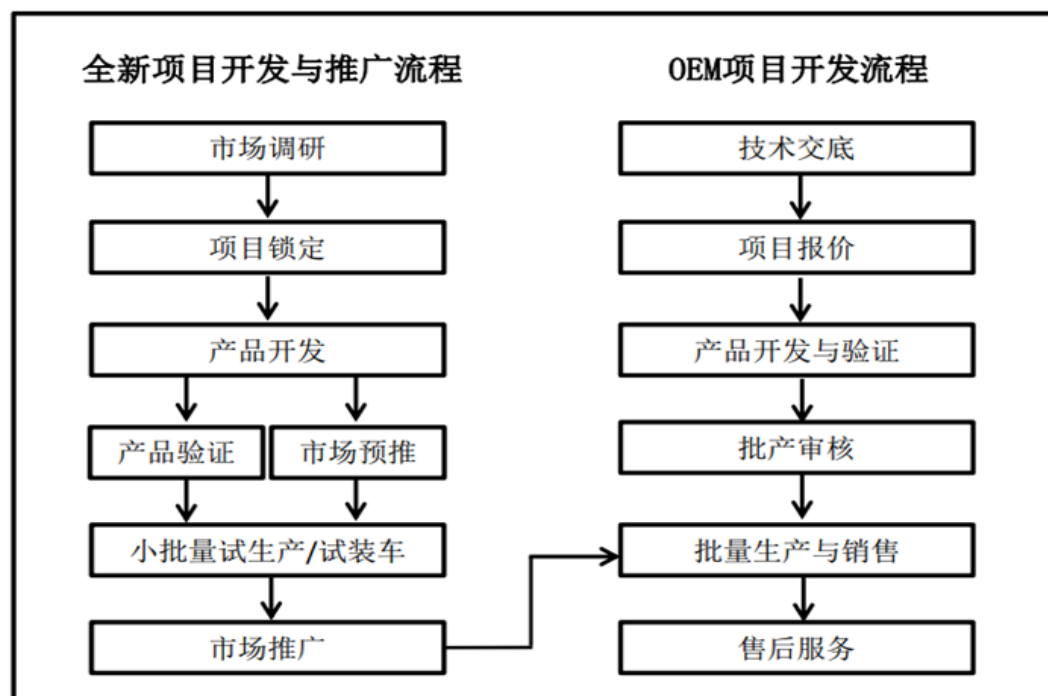 全新项目开发与推广流程
市场调研
项目锁定
产品开发
产品验证
市场预推
小批量试生产/试装车
市场推广
OEM项目开发流程
技术交底
项目报价
产品开发与验证
批产审核
批量生产与销售
售后服务